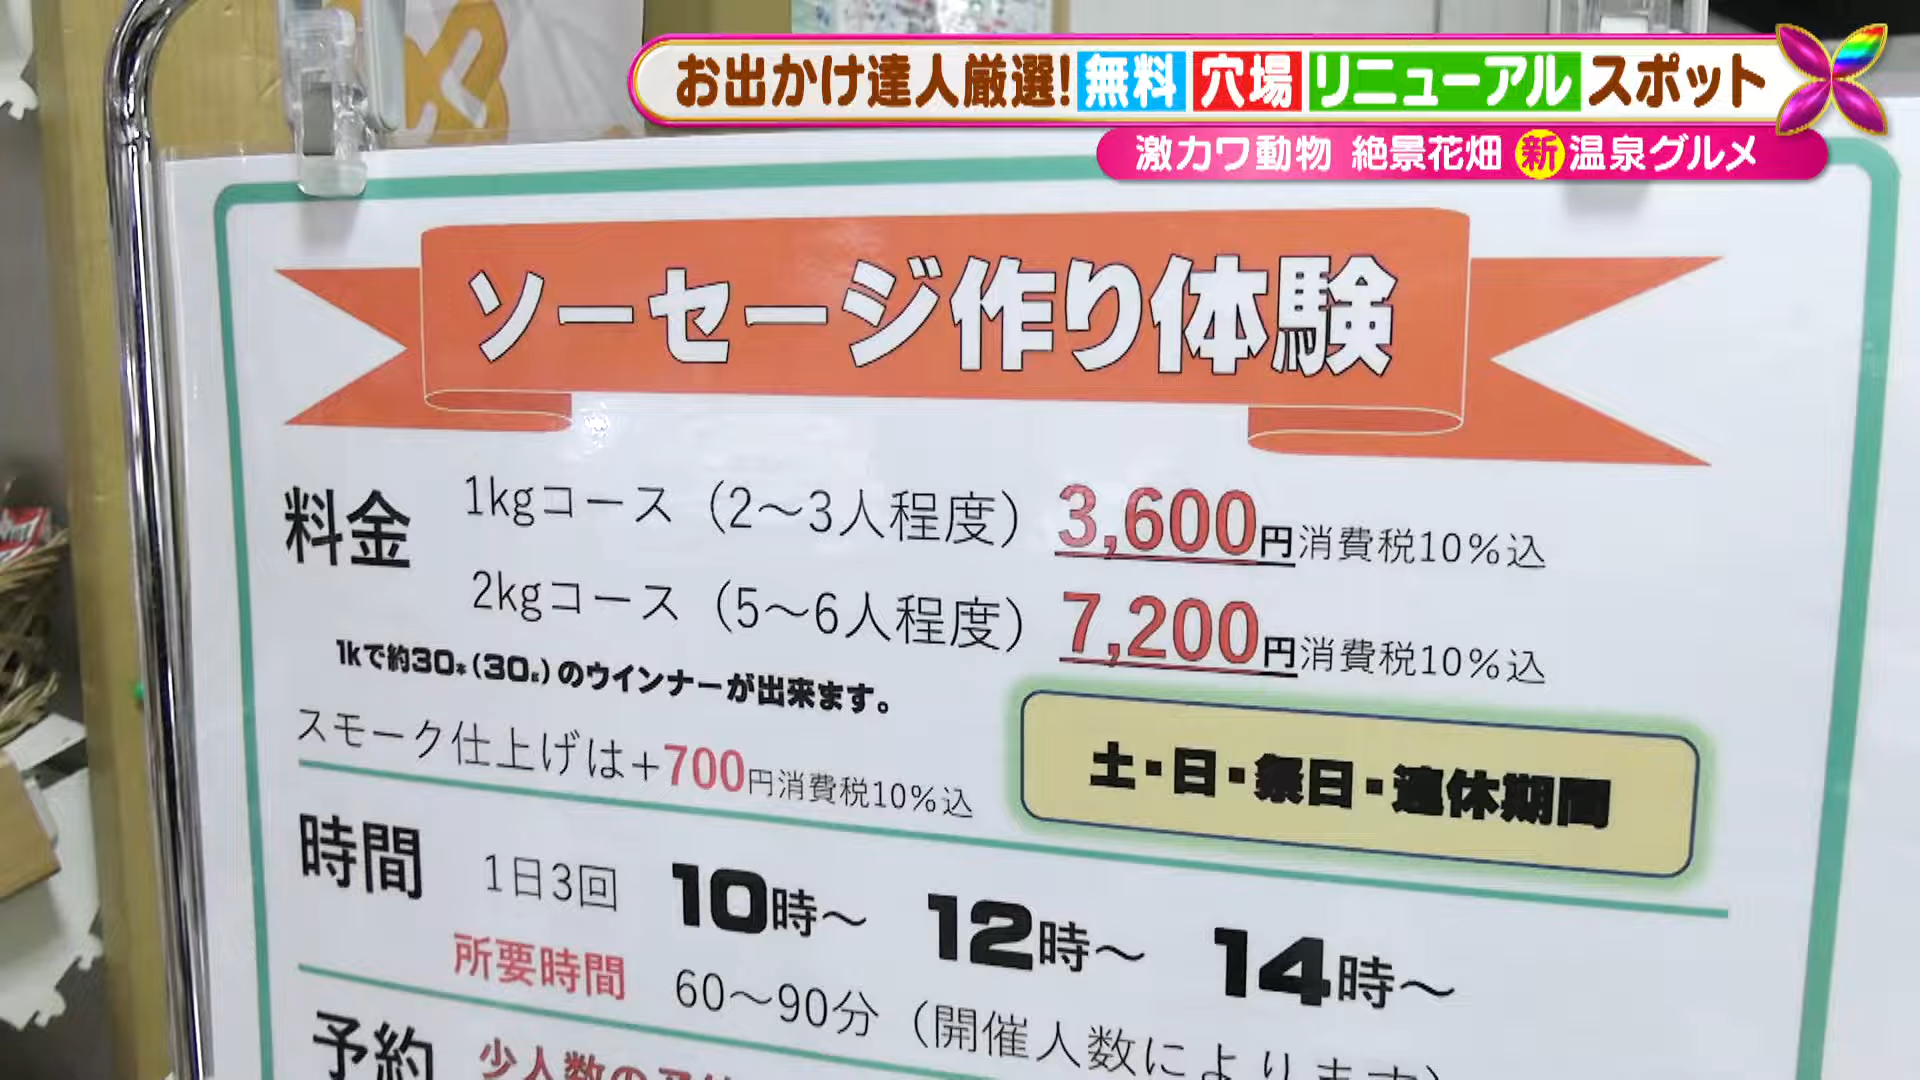 お出かけ達人厳選!無料 穴場 リニューアル スポット
激カワ動物 絶景花畑 新 温泉グルメ
ソーセージ作り体験
料金 1kgコース（2～3人程度）3,600円消費税10%込
2kgコース（5～6人程度）7,200円消費税10%込
1kで約30本(30g)のウインナーが出来ます。
スモーク仕上げは+700円消費税10%込
土・日・祭日・連休期間
時間 1日3回 10時～ 12時～ 14時～
所要時間 60～90分（開催人数によります）
予約 少人数の予約